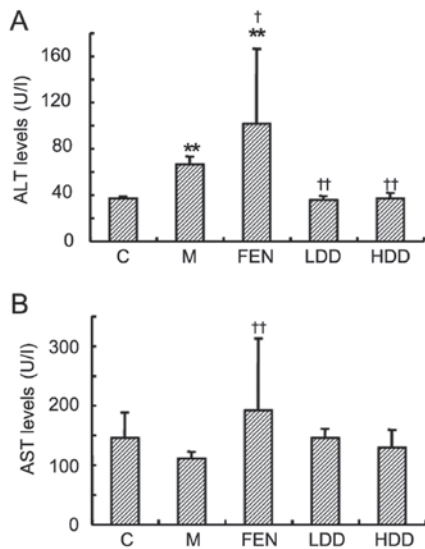 A
ALT levels (U/l)
160
120
80
40
0
**
†
**
††
††
C M FEN LDD HDD
B
AST levels (U/l)
300
200
100
0
††
C M FEN LDD HDD